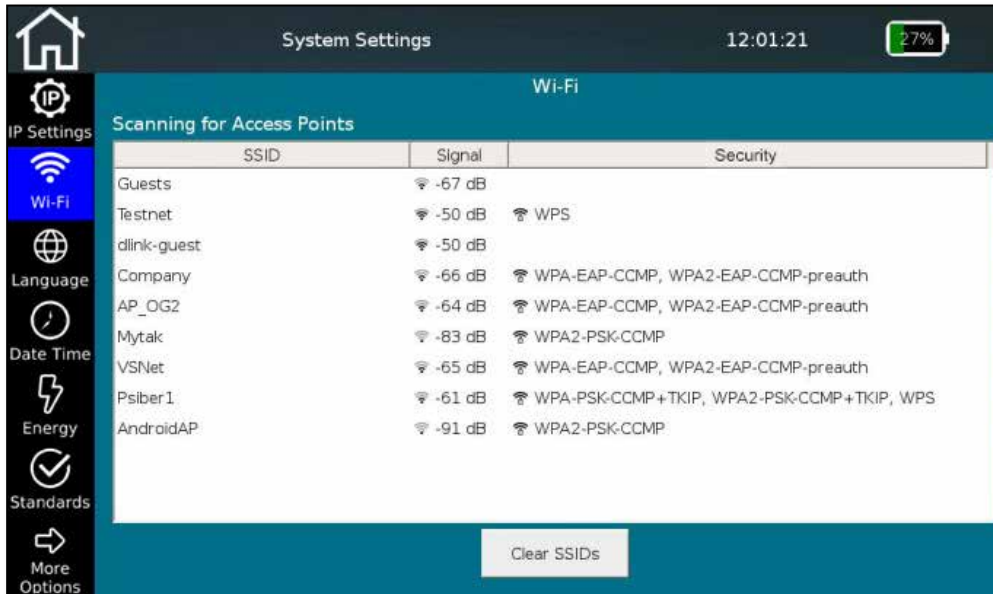 System Settings 12:01:21 27%
Wi-Fi
IP
IP Settings
Scanning for Access Points
SSID Signal Security
Guests -67 dB
Wi-Fi
Testnet -50 dB WPS
dlink-guest -50 dB
Language
Company -66 dB WPA-EAP-CCMP, WPA2-EAP-CCMP-preauth
AP_OG2 -64 dB WPA-EAP-CCMP, WPA2-EAP-CCMP-preauth
Mytak -83 dB WPA2-PSK-CCMP
Date Time
VSNet -65 dB WPA-EAP-CCMP, WPA2-EAP-CCMP-preauth
Psiber1 -61 dB WPA-PSK-CCMP+TKIP, WPA2-PSK-CCMP+TKIP, WPS
Energy
AndroidAP -91 dB WPA2-PSK-CCMP
Standards
Clear SSIDs
More
Options